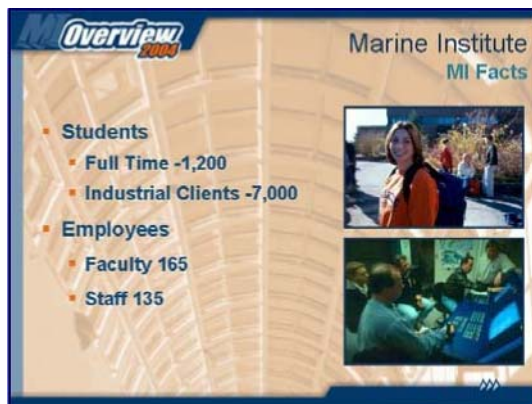 MI Overview
2004
Marine Institute
MI Facts
Students
Full Time -1,200
Industrial Clients -7,000
Employees
Faculty 165
Staff 135